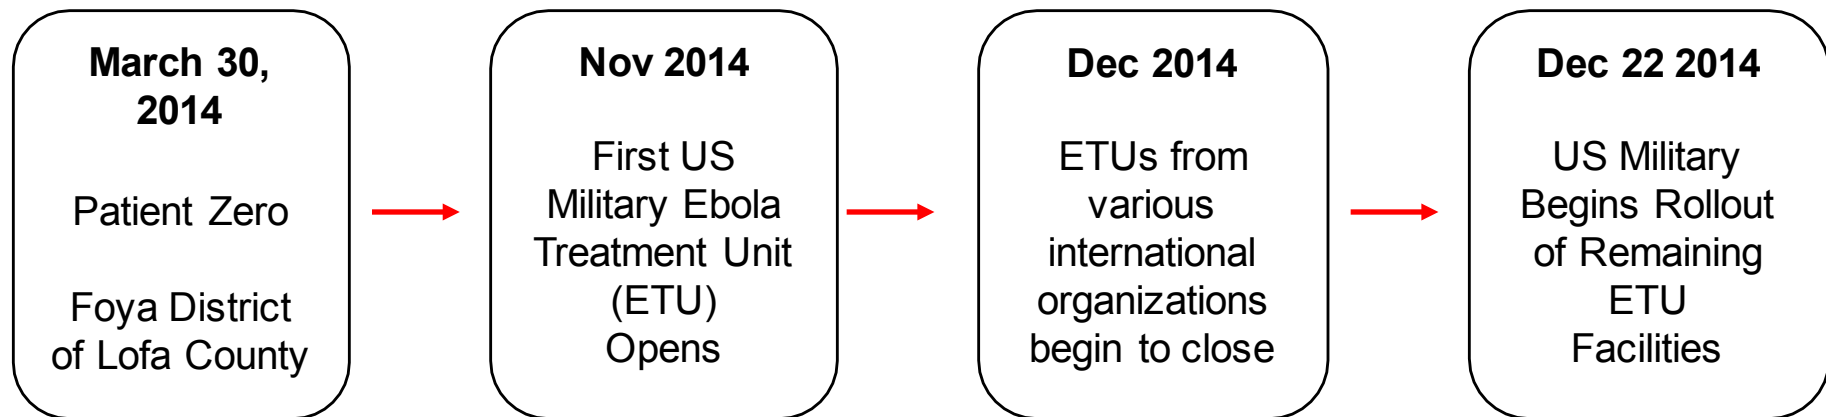 March 30,
2014
Patient Zero
Foya District
of Lofa County
Nov 2014
First US
Military Ebola
Treatment Unit
(ETU)
Opens
Dec 2014
ETUs from
various
international
organizations
begin to close
Dec 22 2014
US Military
Begins Rollout
of Remaining
ETU
Facilities